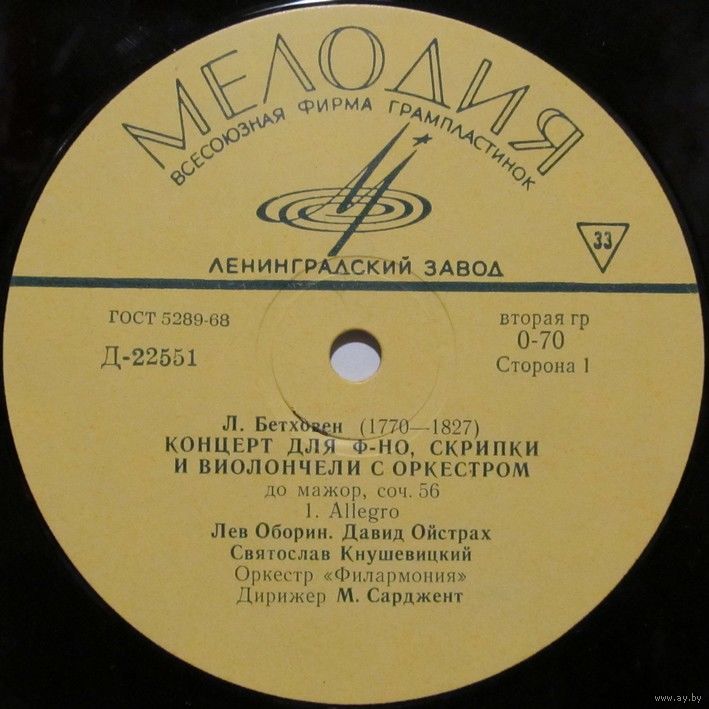 МЕЛОДИЯ
ВСЕСОЮЗНАЯ ФИРМА ГРАМПЛАСТИНОК
33
ЛЕНИНГРАДСКИЙ ЗАВОД
ГОСТ 5289-68
Д-22551
вторая гр
0-70
Сторона 1
Л. Бетховен (1770—1827)
КОНЦЕРТ ДЛЯ Ф-НО, СКРИПКИ
И ВИОЛОНЧЕЛИ С ОРКЕСТРОМ
до мажор, соч. 56
1. Allegro
Лев Оборин. Давид Ойстрах
Святослав Кнушевицкий
Оркестр «Филармония»
Дирижер М. Сарджент
www.ay.by